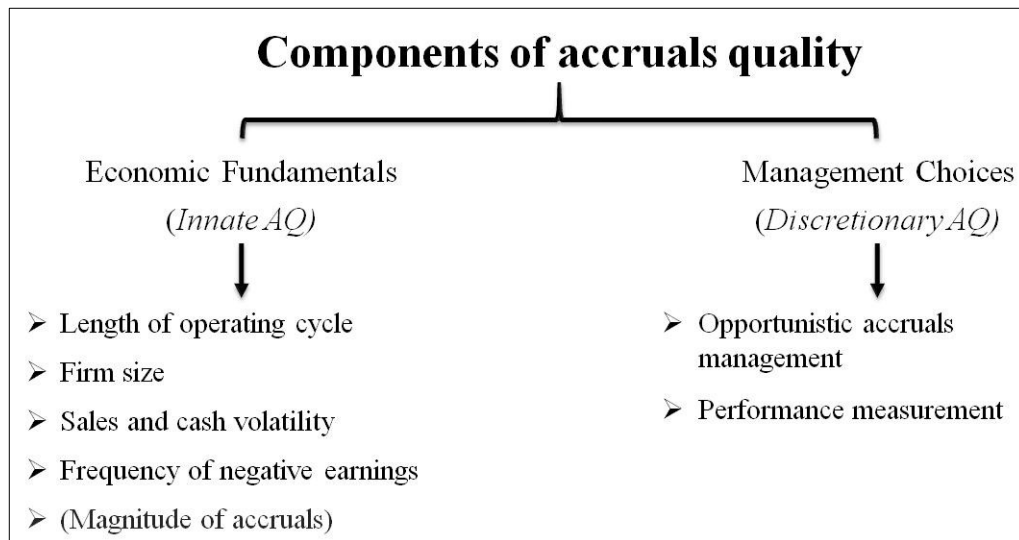 Components of accruals quality
Economic Fundamentals
(Innate AQ)
➢ Length of operating cycle
➢ Firm size
➢ Sales and cash volatility
➢ Frequency of negative earnings
➢ (Magnitude of accruals)
Management Choices
(Discretionary AQ)
➢ Opportunistic accruals
management
➢ Performance measurement